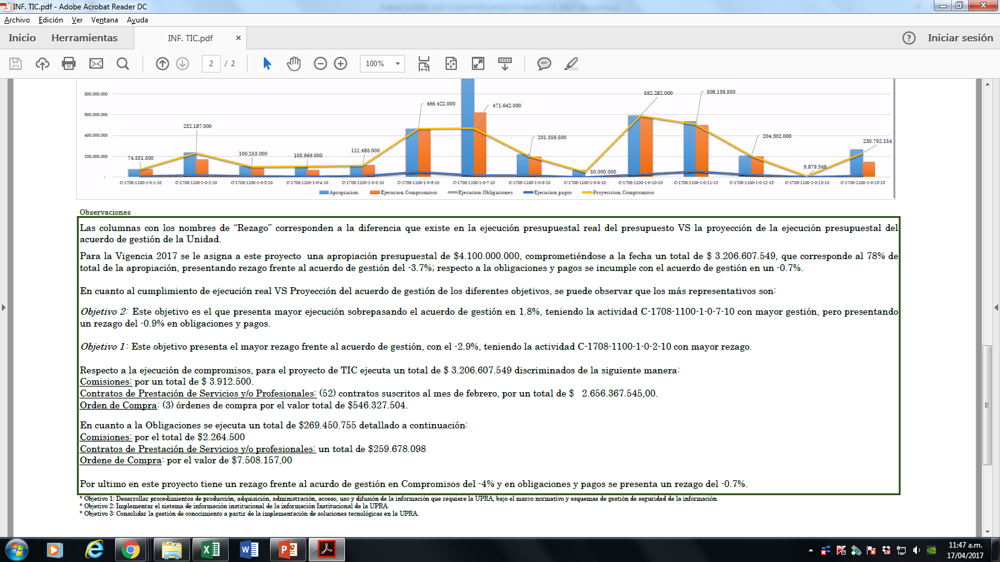 INF. TIC.pdf - Adobe Acrobat Reader DC
Archivo Edición Ver Ventana Ayuda
Inicio Herramientas INF. TIC.pdf × ? Iniciar sesión
2 / 2 100%
800.000.000
600.000.000
400.000.000
200.000.000
-
74.531.500
232.187.000
100.253.000
103.969.000
111.485.000
466.422.000
471.642.000
201.359.500
50.000.000
592.282.000
508.136.500
204.302.000
9.879.346
230.792.154
C-1708-1100-1-0-1-10 C-1708-1100-1-0-2-10 C-1708-1100-1-0-3-10 C-1708-1100-1-0-4-10 C-1708-1100-1-0-5-10 C-1708-1100-1-0-6-10 C-1708-1100-1-0-7-10 C-1708-1100-1-0-8-10 C-1708-1100-1-0-9-10 C-1708-1100-1-0-10-10 C-1708-1100-1-0-11-15 C-1708-1100-1-0-12-15 C-1708-1100-1-0-15-10 C-1708-1100-1-0-15-15
Apropiacion Ejecucion Compromisos Ejecucion Obligaciones Ejecucion pagos Proyecccion Compromisos
Observaciones
Las columnas con los nombres de “Rezago” corresponden a la diferencia que existe en la ejecución presupuestal real del presupuesto VS la proyección de la ejecución presupuestal del
acuerdo de gestión de la Unidad.
Para la Vigencia 2017 se le asigna a este proyecto una apropiación presupuestal de $4.100.000.000, comprometiéndose a la fecha un total de $ 3.206.607.549, que corresponde al 78% de
total de la apropiación, presentando rezago frente al acuerdo de gestión del -3.7%; respecto a la obligaciones y pagos se incumple con el acuerdo de gestión en un -0.7%.
En cuanto al cumplimiento de ejecución real VS Proyección del acuerdo de gestión de los diferentes objetivos, se puede observar que los más representativos son:
Objetivo 2: Este objetivo es el que presenta mayor ejecución sobrepasando el acuerdo de gestión en 1.8%, teniendo la actividad C-1708-1100-1-0-7-10 con mayor gestión, pero presentando
un rezago del -0.9% en obligaciones y pagos.
Objetivo 1: Este objetivo presenta el mayor rezago frente al acuerdo de gestión, con el -2.9%, teniendo la actividad C-1708-1100-1-0-2-10 con mayor rezago.
Respecto a la ejecución de compromisos, para el proyecto de TIC ejecuta un total de $ 3.206.607.549 discriminados de la siguiente manera:
Comisiones: por un total de $ 3.912.500.
Contratos de Prestación de Servicios y/o Profesionales: (52) contratos suscritos al mes de febrero, por un total de $ 2.656.367.545,00.
Orden de Compra: (3) órdenes de compra por el valor total de $546.327.504.
En cuanto a la Obligaciones se ejecuta un total de $269.450.755 detallado a continuación:
Comisiones: por el total de $2.264.500
Contratos de Prestación de Servicios y/o profesionales: un total de $259.678.098
Ordene de Compra: por el valor de $7.508.157,00
Por ultimo en este proyecto tiene un rezago frente al acurdo de gestión en Compromisos del -4% y en obligaciones y pagos se presenta un rezago del -0.7%.
* Objetivo 1: Desarrollar procedimientos de producción, adquisición, administración, acceso, uso y difusión de la información que requiere la UPRA, bajo el marco normativo y esquemas de gestión de seguridad de la información.
* Objetivo 2: Implementar el sistema de información institucional de la información Institucional de la UPRA.
* Objetivo 3: Consolidar la gestión de conocimiento a partir de la implementación de soluciones tecnológicas en la UPRA.
11:47 a.m.
17/04/2017